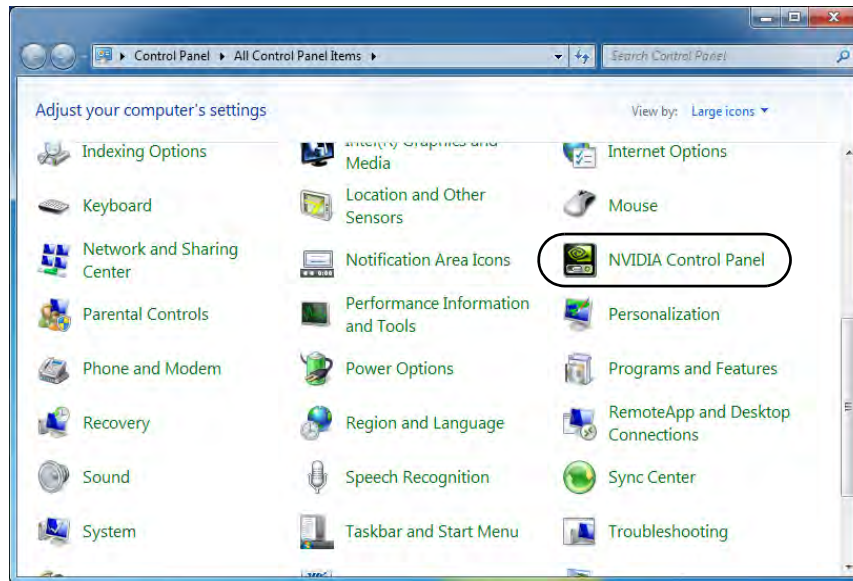 Control Panel ▸ All Control Panel Items ▸
Search Control Panel
Adjust your computer's settings
View by: Large icons
Indexing Options
Intel(R) Graphics and
Media
Internet Options
Keyboard
Location and Other
Sensors
Mouse
Network and Sharing
Center
Notification Area Icons
NVIDIA Control Panel
Parental Controls
Performance Information
and Tools
Personalization
Phone and Modem
Power Options
Programs and Features
Recovery
Region and Language
RemoteApp and Desktop
Connections
Sound
Speech Recognition
Sync Center
System
Taskbar and Start Menu
Troubleshooting